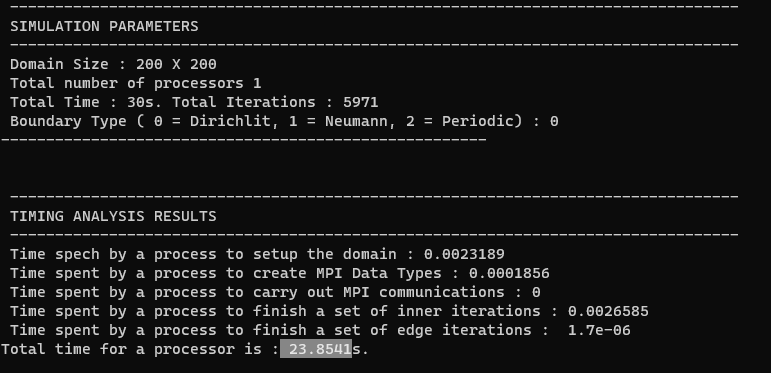 --------------------------------------------------------------------------------
SIMULATION PARAMETERS
--------------------------------------------------------------------------------
Domain Size : 200 X 200
Total number of processors 1
Total Time : 30s. Total Iterations : 5971
Boundary Type ( 0 = Dirichlit, 1 = Neumann, 2 = Periodic) : 0
------------------------------------------------------
--------------------------------------------------------------------------------
TIMING ANALYSIS RESULTS
--------------------------------------------------------------------------------
Time spech by a process to setup the domain : 0.0023189
Time spent by a process to create MPI Data Types : 0.0001856
Time spent by a process to carry out MPI communications : 0
Time spent by a process to finish a set of inner iterations : 0.0026585
Time spent by a process to finish a set of edge iterations :  1.7e-06
Total time for a processor is : 23.8541s.